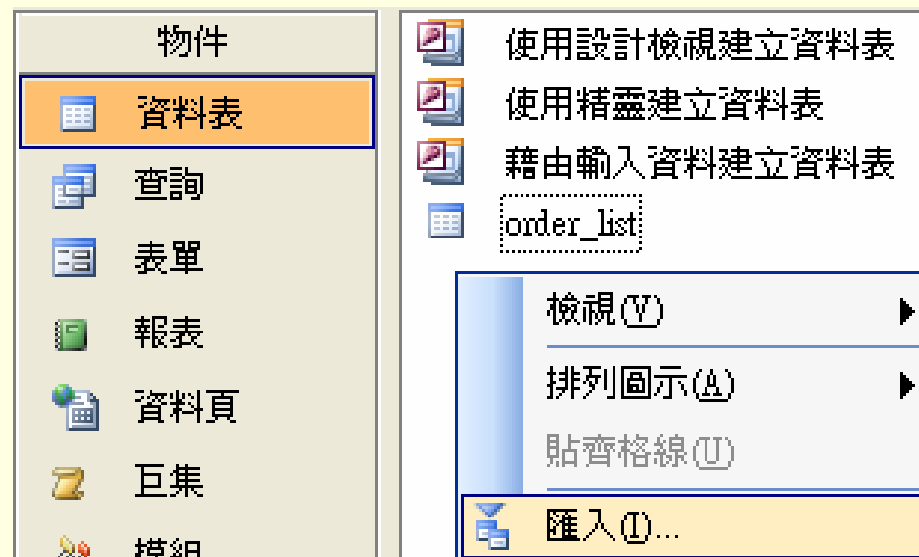 物件
資料表
查詢
表單
報表
資料頁
巨集
模組
使用設計檢視建立資料表
使用精靈建立資料表
藉由輸入資料建立資料表
order_list
檢視(V)
排列圖示(A)
貼齊格線(U)
匯入(I)...